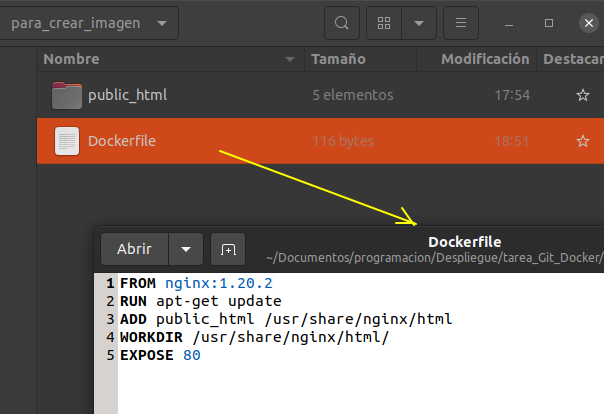 para_crear_imagen
Nombre Tamaño Modificación Destacar
public_html 5 elementos 17:54
Dockerfile 116 bytes 18:51
Abrir Dockerfile
~/Documentos/programacion/Despliegue/tarea_Git_Docker/
1 FROM nginx:1.20.2
2 RUN apt-get update
3 ADD public_html /usr/share/nginx/html
4 WORKDIR /usr/share/nginx/html/
5 EXPOSE 80